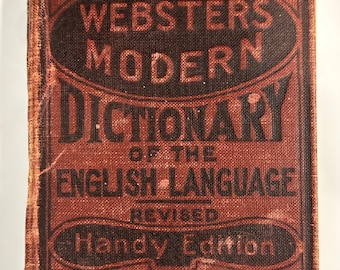 WEBSTERS
MODERN
DICTIONARY
OF THE
ENGLISH LANGUAGE
REVISED
Handy Edition